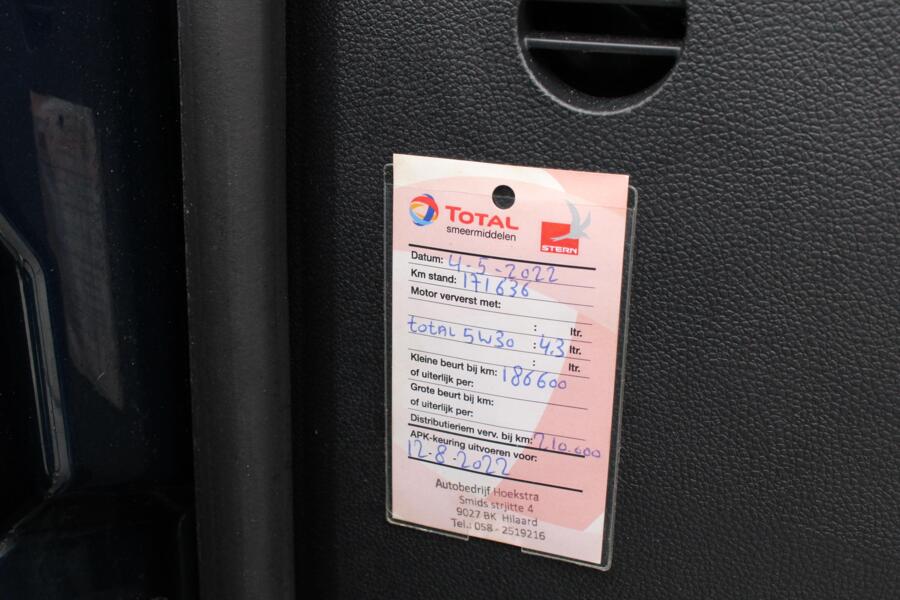 TOTAL
smeermiddelen
STERN
Datum: 4-5-2022
Km stand: 171636
Motor ververst met:
: ltr.
total 5W30 : 4,3 ltr.
: ltr.
Kleine beurt bij km: 186600
of uiterlijk per:
Grote beurt bij km:
of uiterlijk per:
Distributieriem verv. bij km: 210.000
APK-keuring uitvoeren voor:
12-8-2022
Autobedrijf Hoekstra
Smids strjitte 4
9027 BK Hilaard
Tel.: 058 - 2519216